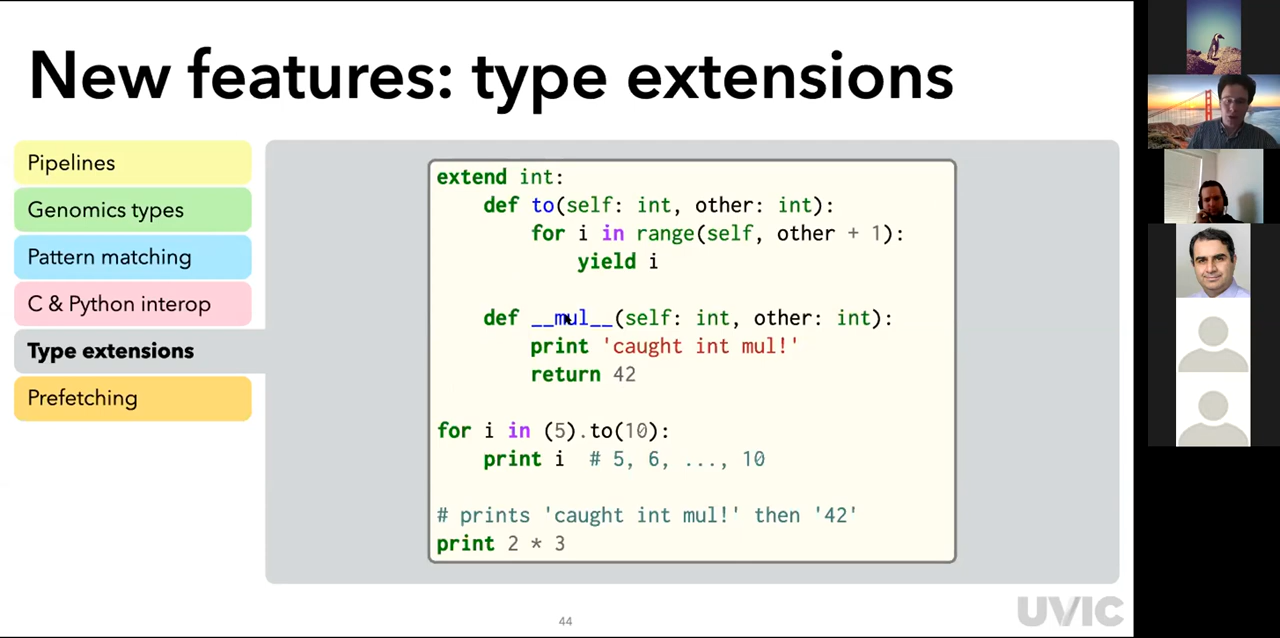 New features: type extensions
Pipelines
Genomics types
Pattern matching
C & Python interop
Type extensions
Prefetching
extend int:
    def to(self: int, other: int):
        for i in range(self, other + 1):
            yield i

    def __mul__(self: int, other: int):
        print 'caught int mul!'
        return 42

for i in (5).to(10):
    print i  # 5, 6, ..., 10

# prints 'caught int mul!' then '42'
print 2 * 3
44
UVIC